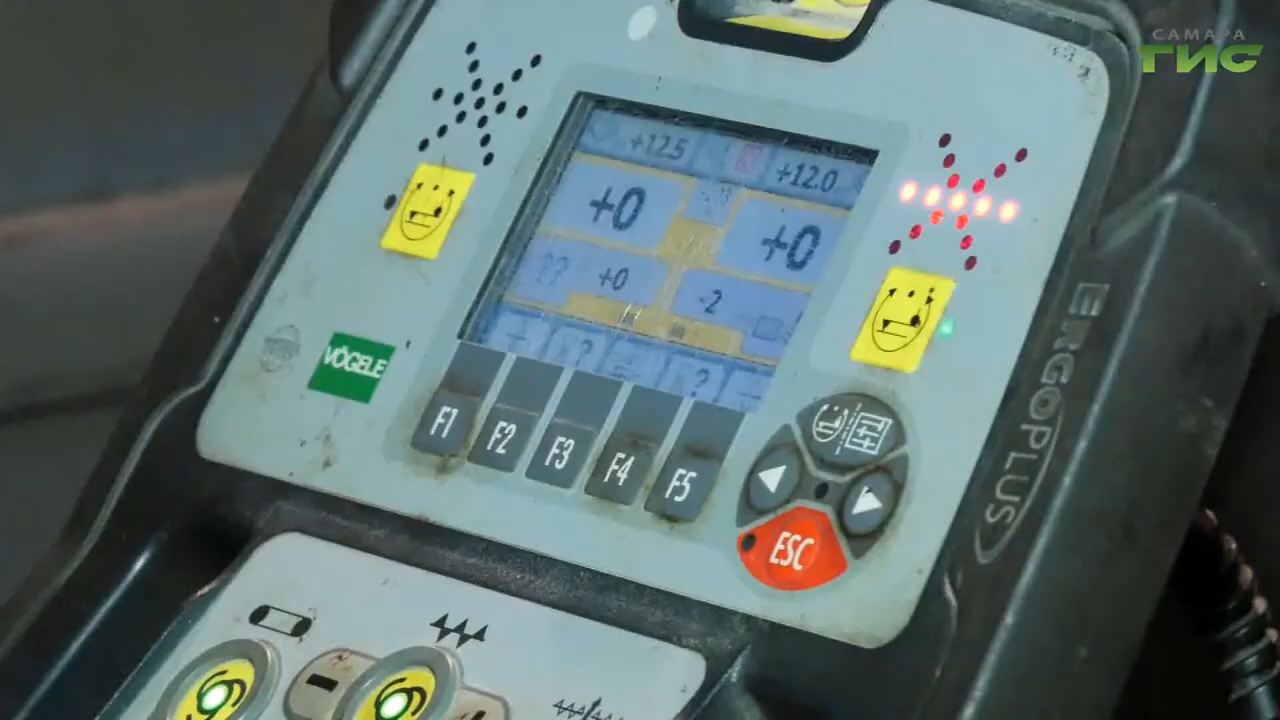 САМАРА
ГИС
+12.5
+12.0
+0
+0
?? +0
-2
?
?
VÖGELE
F1
F2
F3
F4
F5
ESC
ERGOPLUS